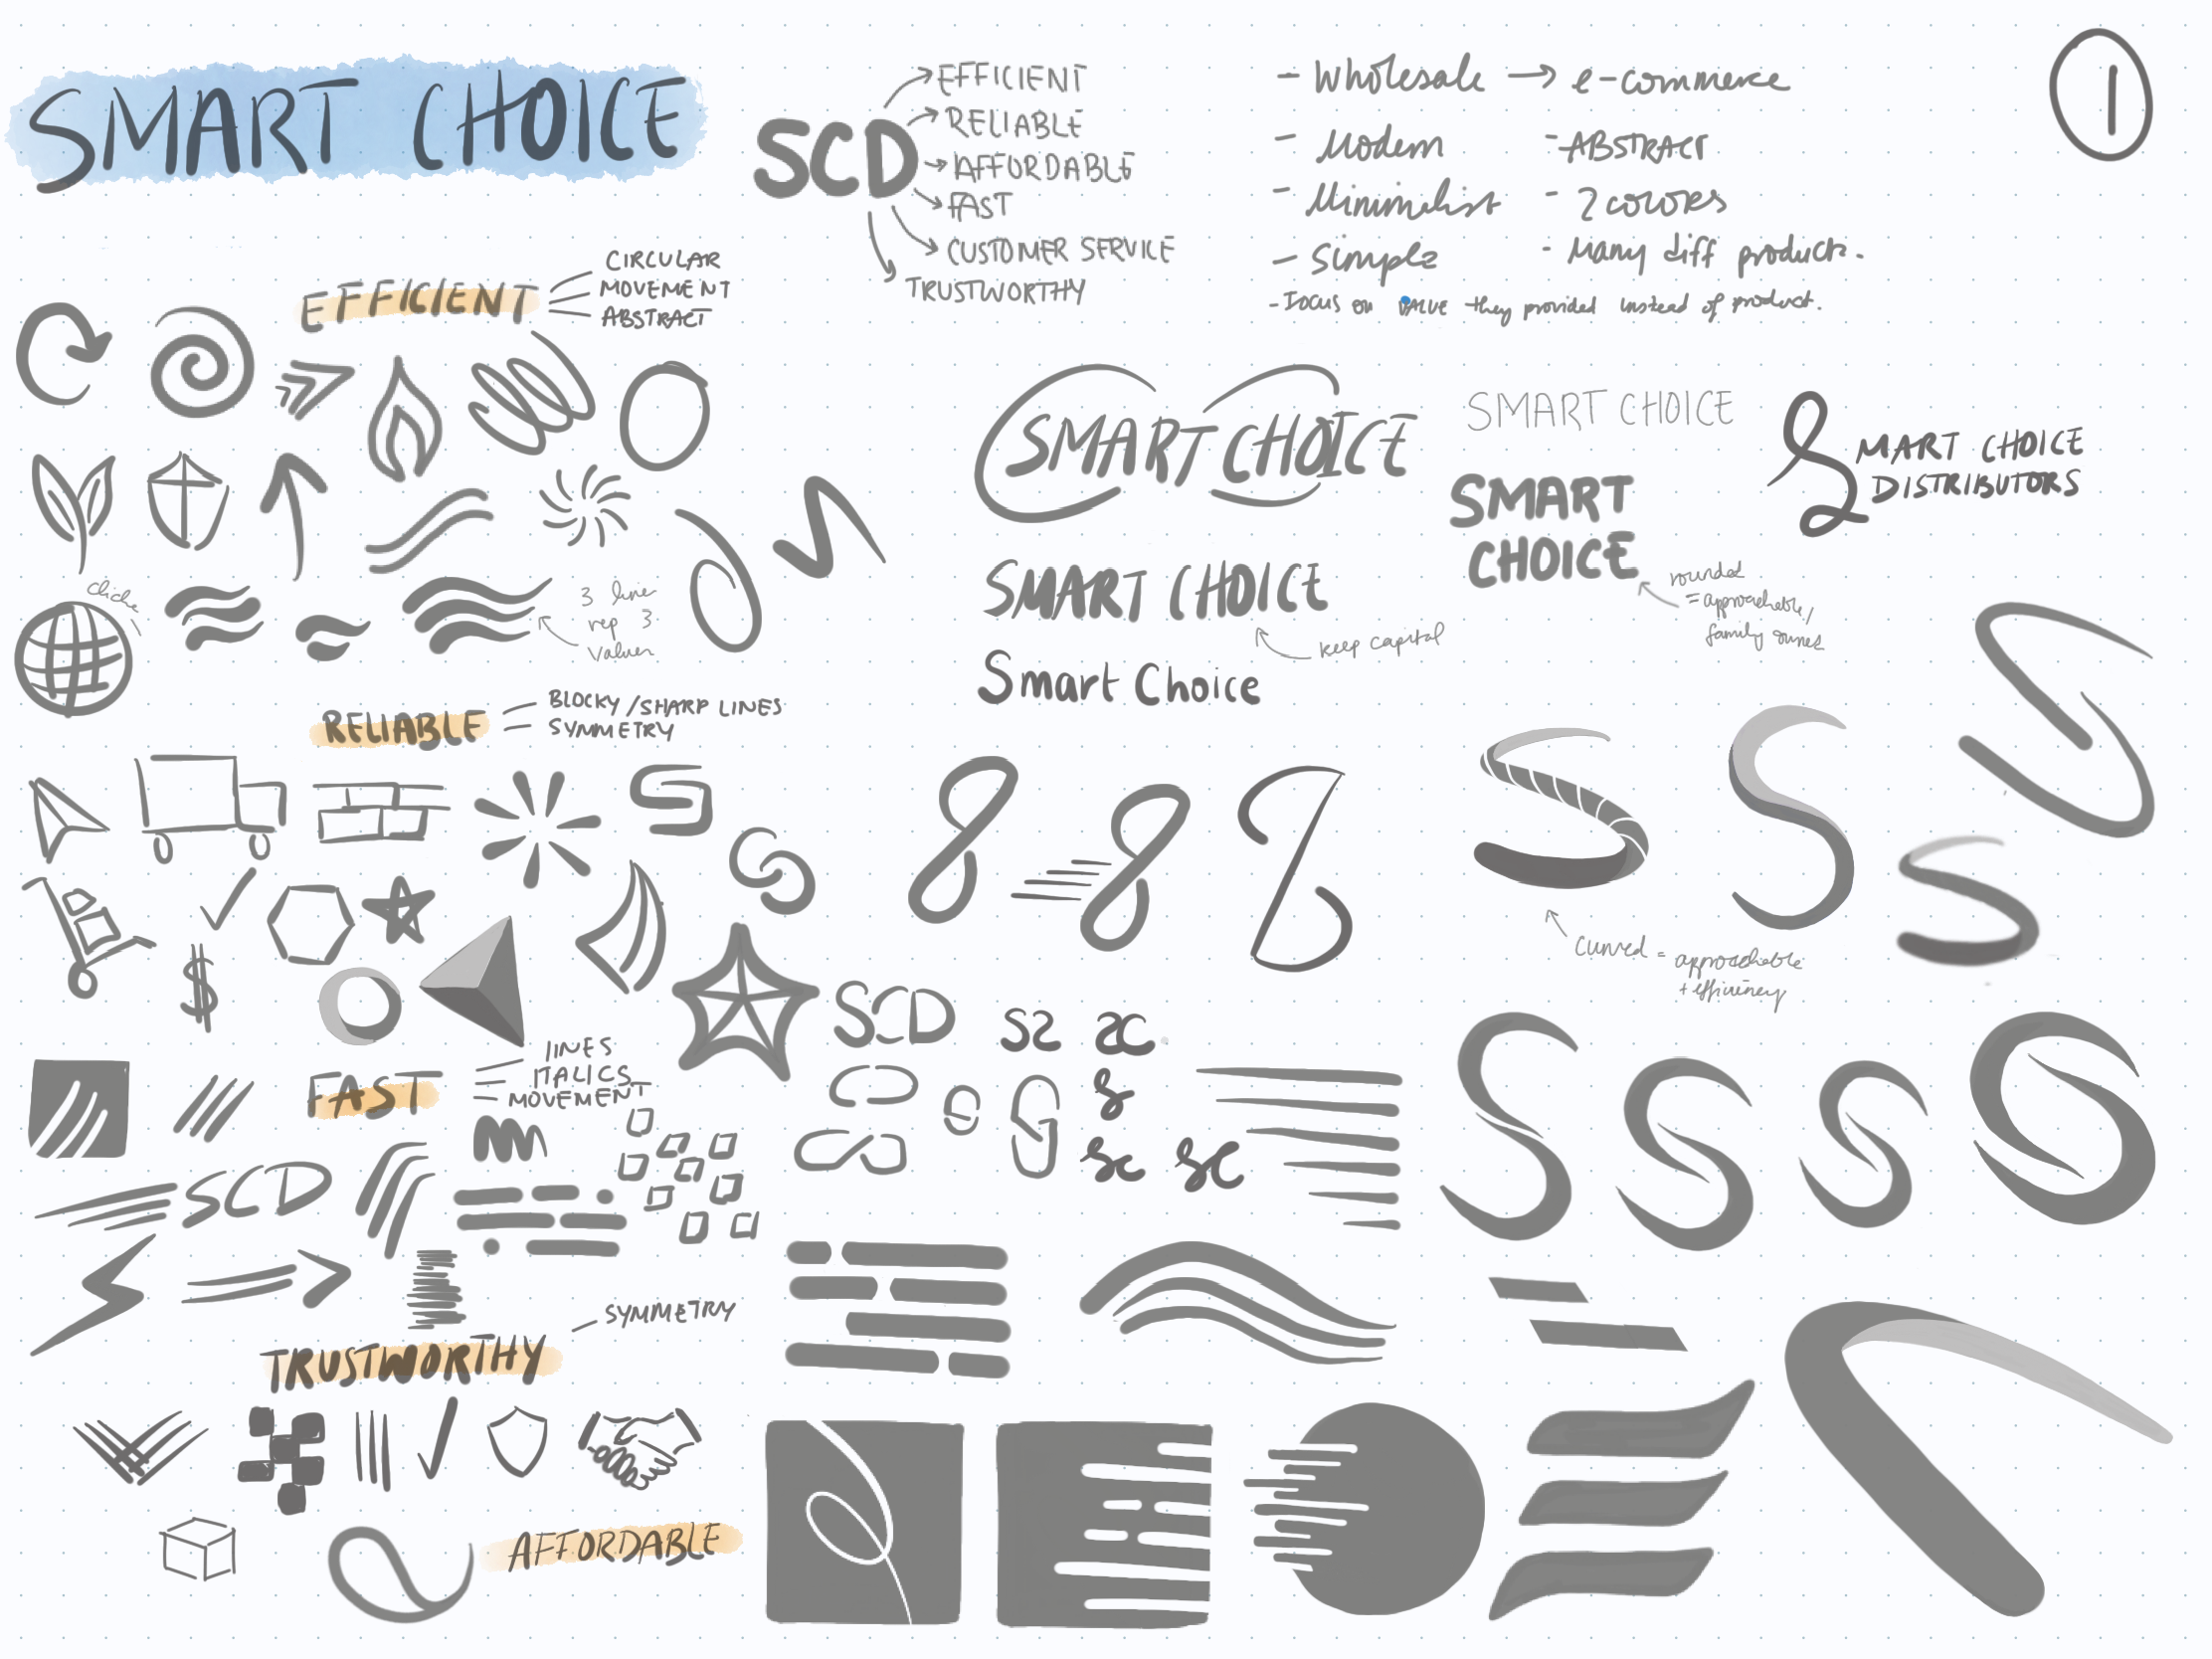 SMART CHOICE
SCD
EFFICIENT
RELIABLE
AFFORDABLE
FAST
CUSTOMER SERVICE
TRUSTWORTHY
- Wholesale → e-commerce
- Modern
- ABSTRACT
- Minimalist
- 2 COLORS
- Simple
- Many diff product.
- Focus on VALUE they provided instead of product.
1
EFFICIENT
CIRCULAR
MOVEMENT
ABSTRACT
cliche
3 line
rep 3
values
SMART CHOICE
SMART CHOICE
SMART
CHOICE
rounded
= approachable/
family owned
SMART CHOICE
DISTRIBUTORS
SMART CHOICE
keep capital
Smart Choice
RELIABLE
BLOCKY / SHARP LINES
SYMMETRY
$
curved = approachable
+ efficiency
SCD
S2
2C
S
Sc
SC
FAST
LINES
ITALICS
MOVEMENT
SCD
TRUSTWORTHY
SYMMETRY
AFFORDABLE